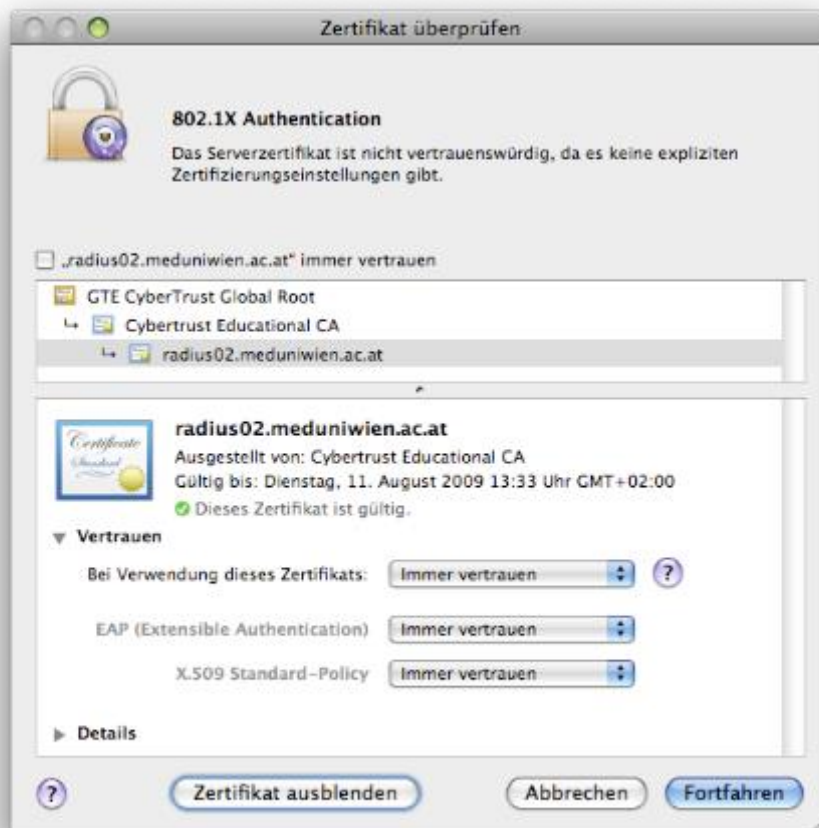 Zertifikat überprüfen
802.1X Authentication
Das Serverzertifikat ist nicht vertrauenswürdig, da es keine expliziten
Zertifizierungseinstellungen gibt.
„radius02.meduniwien.ac.at“ immer vertrauen
GTE CyberTrust Global Root
Cybertrust Educational CA
radius02.meduniwien.ac.at
Certificate
Standard
radius02.meduniwien.ac.at
Ausgestellt von: Cybertrust Educational CA
Gültig bis: Dienstag, 11. August 2009 13:33 Uhr GMT+02:00
Dieses Zertifikat ist gültig.
Vertrauen
Bei Verwendung dieses Zertifikats: Immer vertrauen ?
EAP (Extensible Authentication) Immer vertrauen
X.509 Standard-Policy Immer vertrauen
Details
? Zertifikat ausblenden Abbrechen Fortfahren